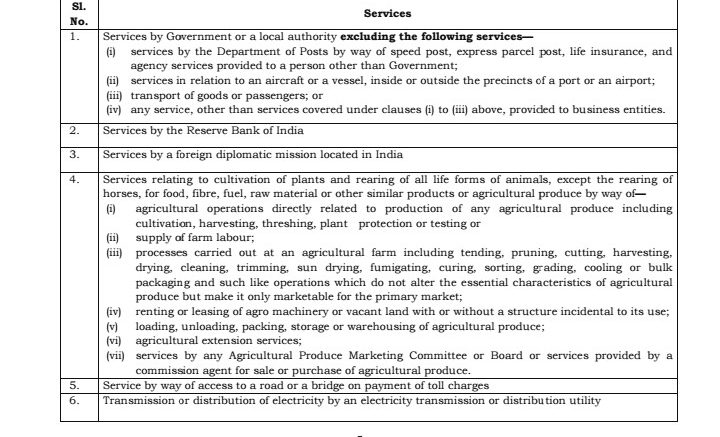 Sl.
No.
Services
1.
Services by Government or a local authority excluding the following services—
(i) services by the Department of Posts by way of speed post, express parcel post, life insurance, and
agency services provided to a person other than Government;
(ii) services in relation to an aircraft or a vessel, inside or outside the precincts of a port or an airport;
(iii) transport of goods or passengers; or
(iv) any service, other than services covered under clauses (i) to (iii) above, provided to business entities.
2.
Services by the Reserve Bank of India
3.
Services by a foreign diplomatic mission located in India
4.
Services relating to cultivation of plants and rearing of all life forms of animals, except the rearing of
horses, for food, fibre, fuel, raw material or other similar products or agricultural produce by way of—
(i) agricultural operations directly related to production of any agricultural produce including
cultivation, harvesting, threshing, plant protection or testing or
(ii) supply of farm labour;
(iii) processes carried out at an agricultural farm including tending, pruning, cutting, harvesting,
drying, cleaning, trimming, sun drying, fumigating, curing, sorting, grading, cooling or bulk
packaging and such like operations which do not alter the essential characteristics of agricultural
produce but make it only marketable for the primary market;
(iv) renting or leasing of agro machinery or vacant land with or without a structure incidental to its use;
(v) loading, unloading, packing, storage or warehousing of agricultural produce;
(vi) agricultural extension services;
(vii) services by any Agricultural Produce Marketing Committee or Board or services provided by a
commission agent for sale or purchase of agricultural produce.
5.
Service by way of access to a road or a bridge on payment of toll charges
6.
Transmission or distribution of electricity by an electricity transmission or distribution utility